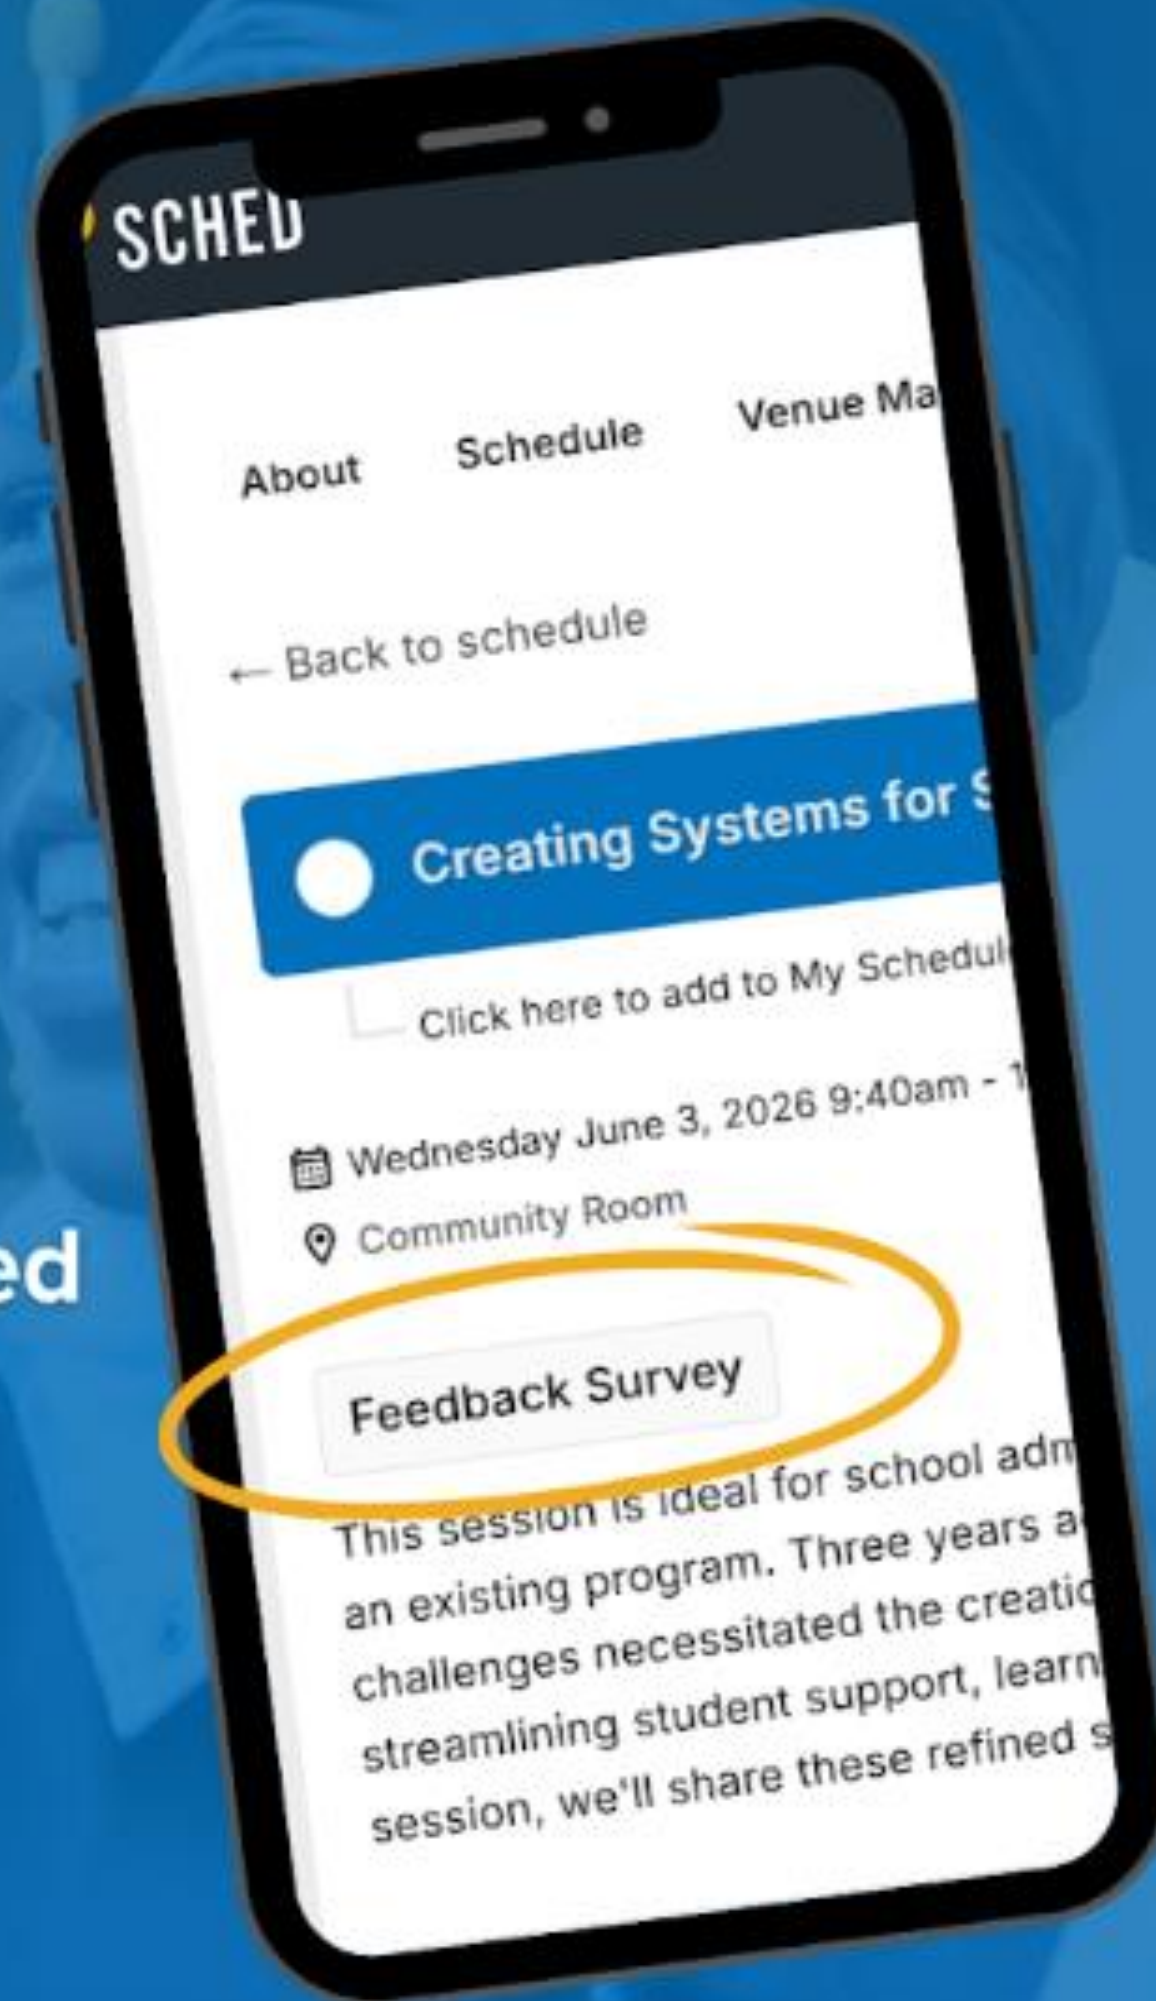 SCHED
About Schedule Venue Ma
← Back to schedule
Creating Systems for S
Click here to add to My Schedul
Wednesday June 3, 2026 9:40am - 1
Community Room
ed
Feedback Survey
This session is ideal for school adm
an existing program. Three years a
challenges necessitated the creatio
streamlining student support, learn
session, we'll share these refined s